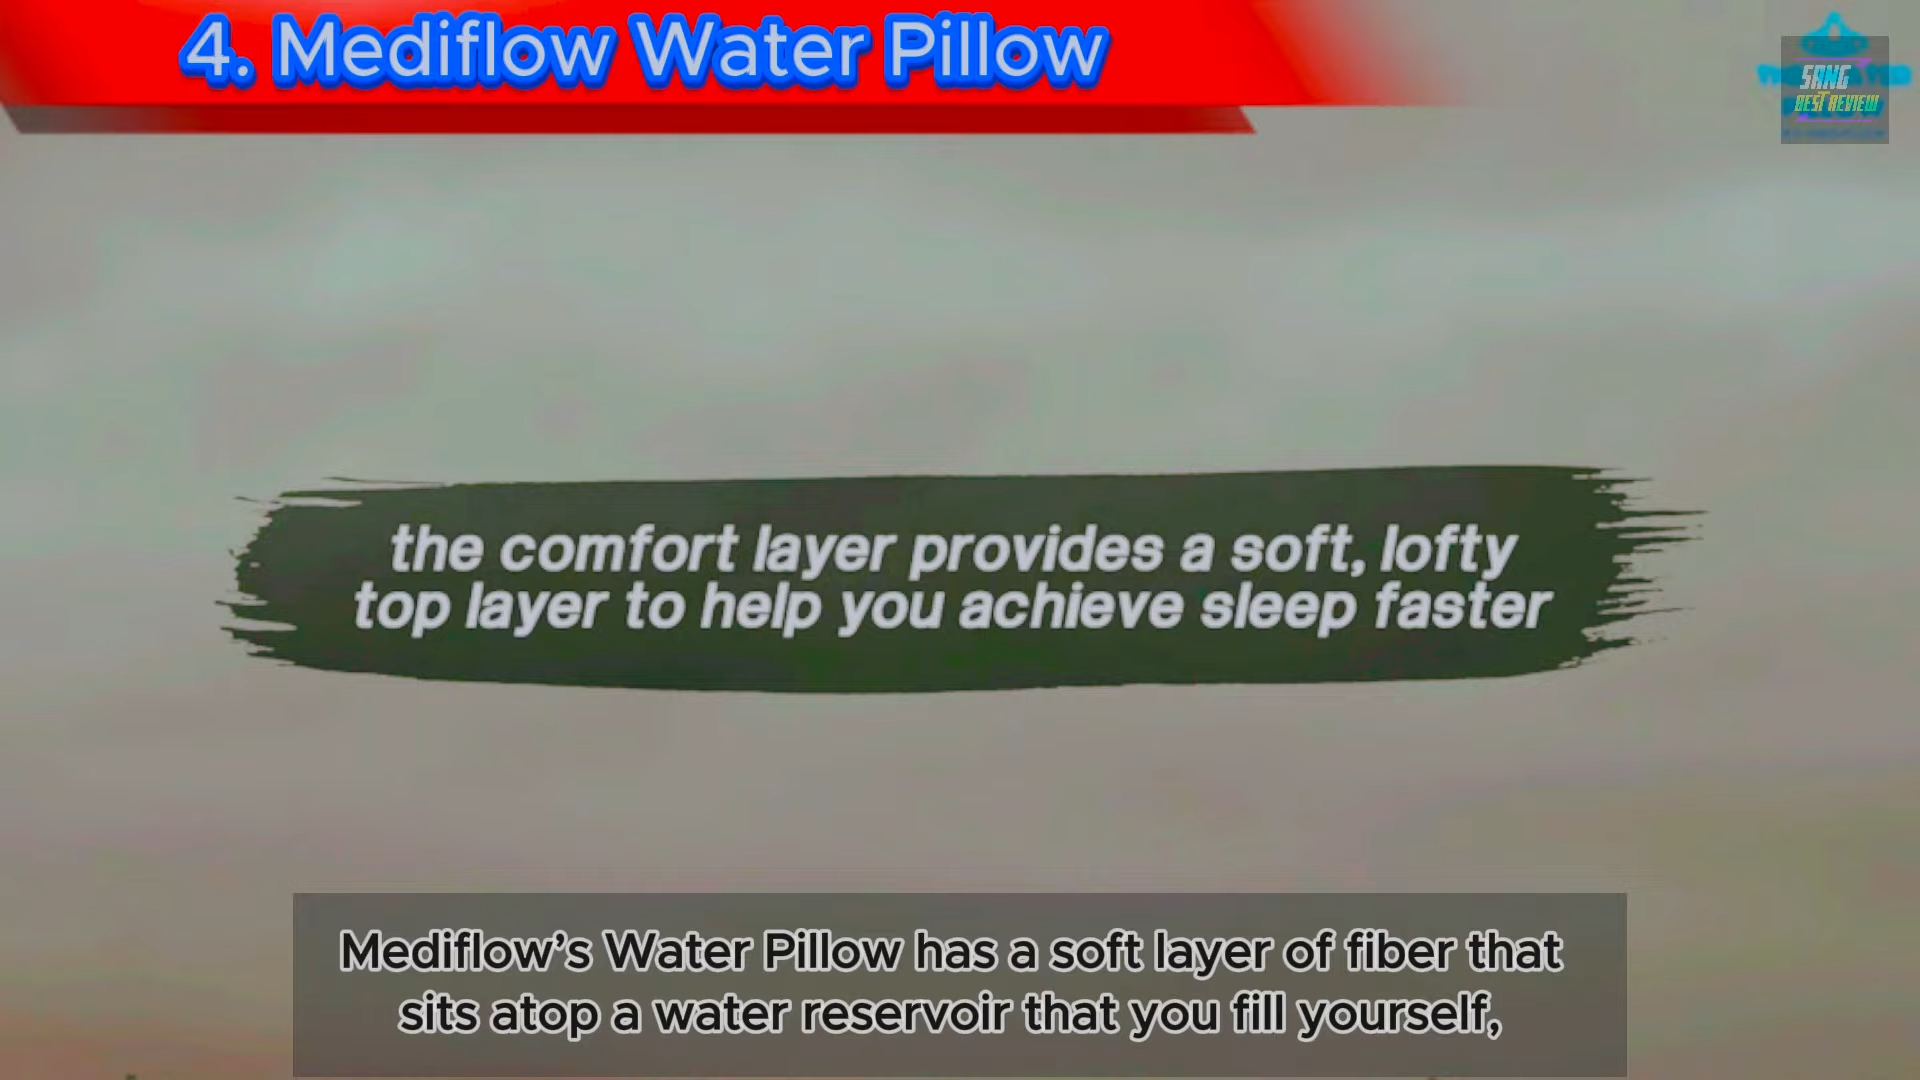 4. Mediflow Water Pillow
SANG
BEST REVIEW
the comfort layer provides a soft, lofty
top layer to help you achieve sleep faster
Mediflow’s Water Pillow has a soft layer of fiber that
sits atop a water reservoir that you fill yourself,